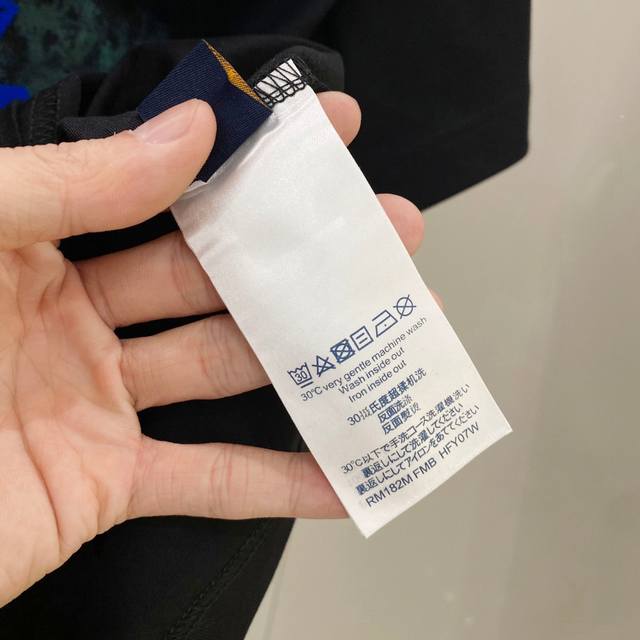 30
30℃ very gentle machine wash
Wash inside out
Iron inside out
30摄氏度超柔机洗
反面洗涤
反面熨烫
30℃以下で手洗コース洗濯機洗い
裏返しにして洗濯してください
裏返しにしてアイロンをあててください
RM182M FMB HFY07W